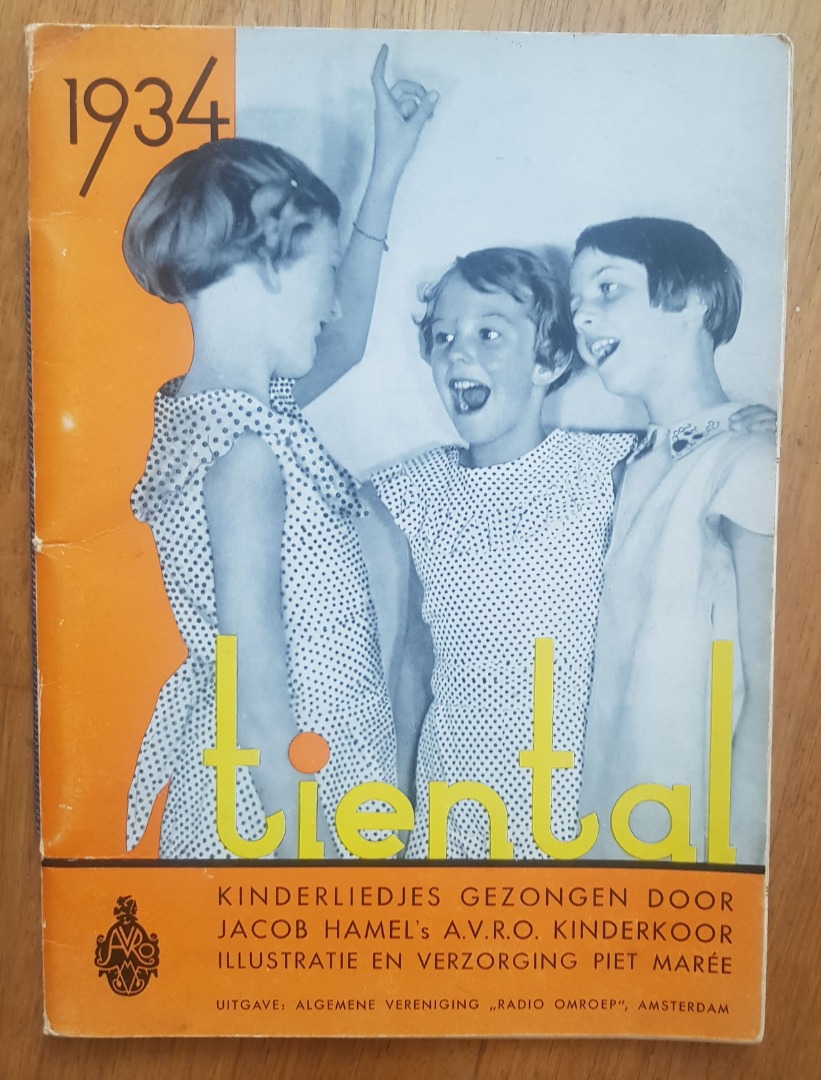 1934
tiental
KINDERLIEDJES GEZONGEN DOOR
JACOB HAMEL's A.V.R.O. KINDERKOOR
ILLUSTRATIE EN VERZORGING PIET MARÉE
AVRO
UITGAVE: ALGEMENE VERENIGING „RADIO OMROEP", AMSTERDAM